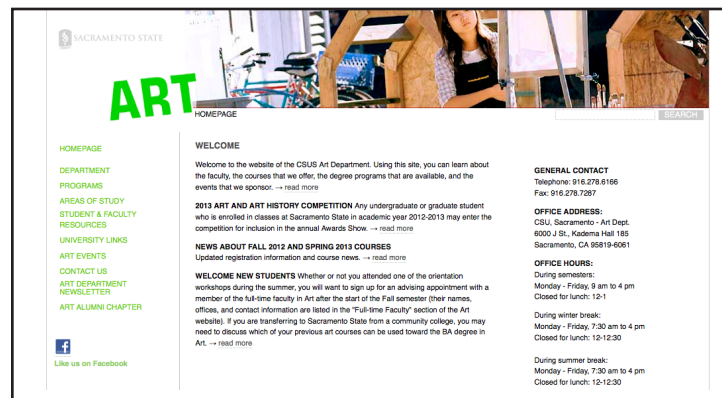 SACRAMENTO STATE
ART
HOMEPAGE
SEARCH
HOMEPAGE
DEPARTMENT
PROGRAMS
AREAS OF STUDY
STUDENT & FACULTY
RESOURCES
UNIVERSITY LINKS
ART EVENTS
CONTACT US
ART DEPARTMENT
NEWSLETTER
ART ALUMNI CHAPTER
f
Like us on Facebook
WELCOME
Welcome to the website of the CSUS Art Department. Using this site, you can learn about
the faculty, the courses that we offer, the degree programs that are available, and the
events that we sponsor. → read more
2013 ART AND ART HISTORY COMPETITION Any undergraduate or graduate student
who is enrolled in classes at Sacramento State in academic year 2012-2013 may enter the
competition for inclusion in the annual Awards Show. → read more
NEWS ABOUT FALL 2012 AND SPRING 2013 COURSES
Updated registration information and course news. → read more
WELCOME NEW STUDENTS Whether or not you attended one of the orientation
workshops during the summer, you will want to sign up for an advising appointment with a
member of the full-time faculty in Art after the start of the Fall semester (their names,
offices, and contact information are listed in the "Full-time Faculty" section of the Art
website). If you are transferring to Sacramento State from a community college, you may
need to discuss which of your previous art courses can be used toward the BA degree in
Art. → read more
GENERAL CONTACT
Telephone: 916.278.6166
Fax: 916.278.7287
OFFICE ADDRESS:
CSU, Sacramento - Art Dept.
6000 J St., Kadema Hall 185
Sacramento, CA 95819-6061
OFFICE HOURS:
During semesters:
Monday - Friday, 9 am to 4 pm
Closed for lunch: 12-1
During winter break:
Monday - Friday, 7:30 am to 4 pm
Closed for lunch: 12-12:30
During summer break:
Monday - Friday, 7:30 am to 4 pm
Closed for lunch: 12-12:30